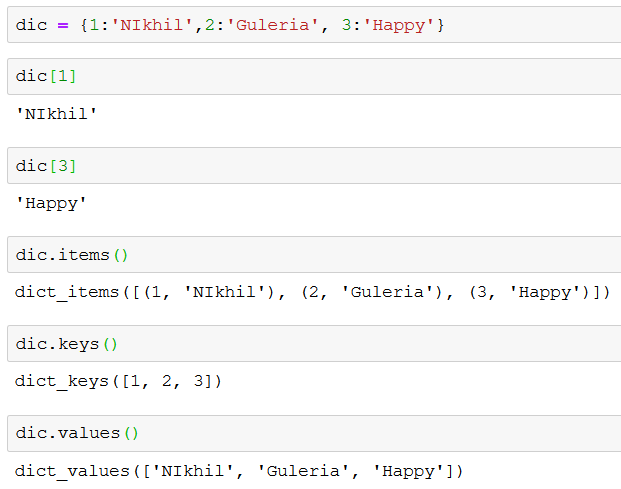 dic = {1:'NIkhil',2:'Guleria', 3:'Happy'}
dic[1]
'NIkhil'
dic[3]
'Happy'
dic.items()
dict_items([(1, 'NIkhil'), (2, 'Guleria'), (3, 'Happy')])
dic.keys()
dict_keys([1, 2, 3])
dic.values()
dict_values(['NIkhil', 'Guleria', 'Happy'])